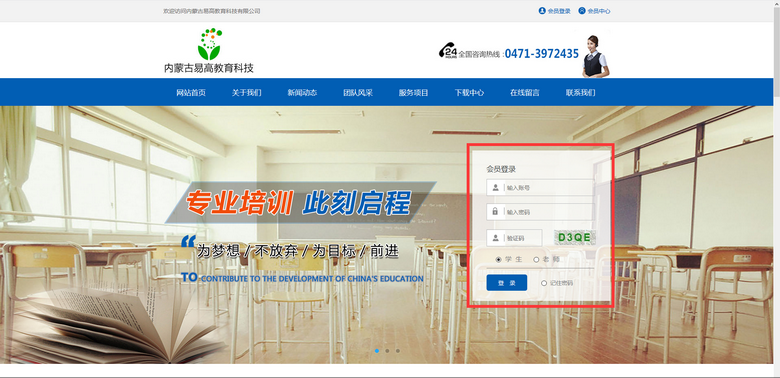 欢迎访问内蒙古易高教育科技有限公司
会员登录 会员中心
内蒙古易高教育科技
24 全国咨询热线：0471-3972435
网站首页 关于我们 新闻动态 团队风采 服务项目 下载中心 在线留言 联系我们
会员登录
输入账号
输入密码
验证码 D3QE
学 生 老 师
登 录 记住密码
专业培训 此刻启程
为梦想 / 不放弃 / 为目标 / 前进
TO CONTRIBUTE TO THE DEVELOPMENT OF CHINA'S EDUCATION